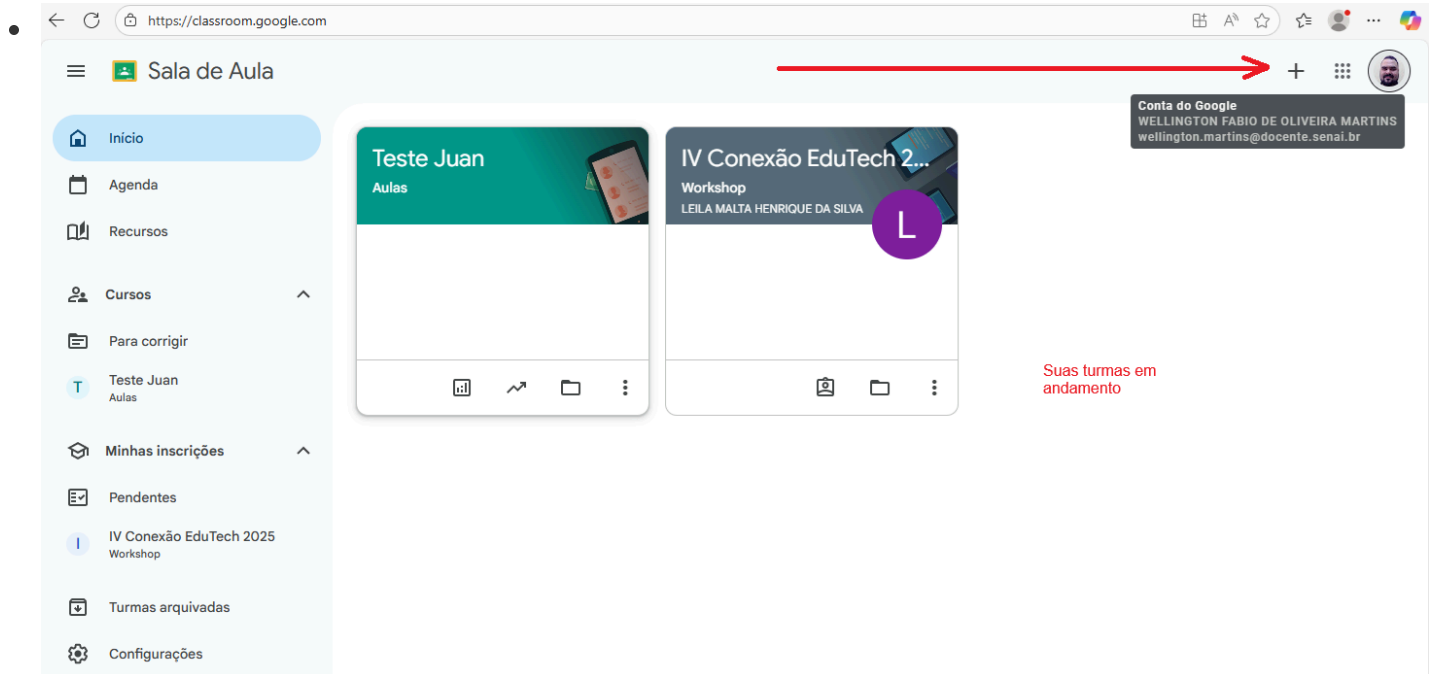 https://classroom.google.com
Sala de Aula
Conta do Google
WELLINGTON FABIO DE OLIVEIRA MARTINS
wellington.martins@docente.senai.br
Início
Agenda
Recursos
Cursos
Para corrigir
T
Teste Juan
Aulas
Minhas inscrições
Pendentes
I
IV Conexão EduTech 2025
Workshop
Turmas arquivadas
Configurações
Teste Juan
Aulas
IV Conexão EduTech 2...
Workshop
LEILA MALTA HENRIQUE DA SILVA
L
Suas turmas em
andamento